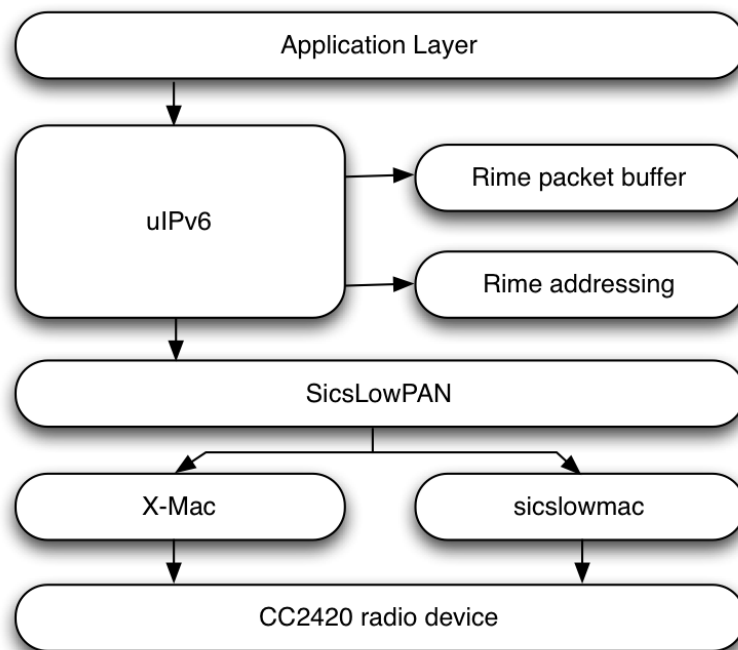 Application Layer
uIPv6
Rime packet buffer
Rime addressing
SicsLowPAN
X-Mac
sicslowmac
CC2420 radio device